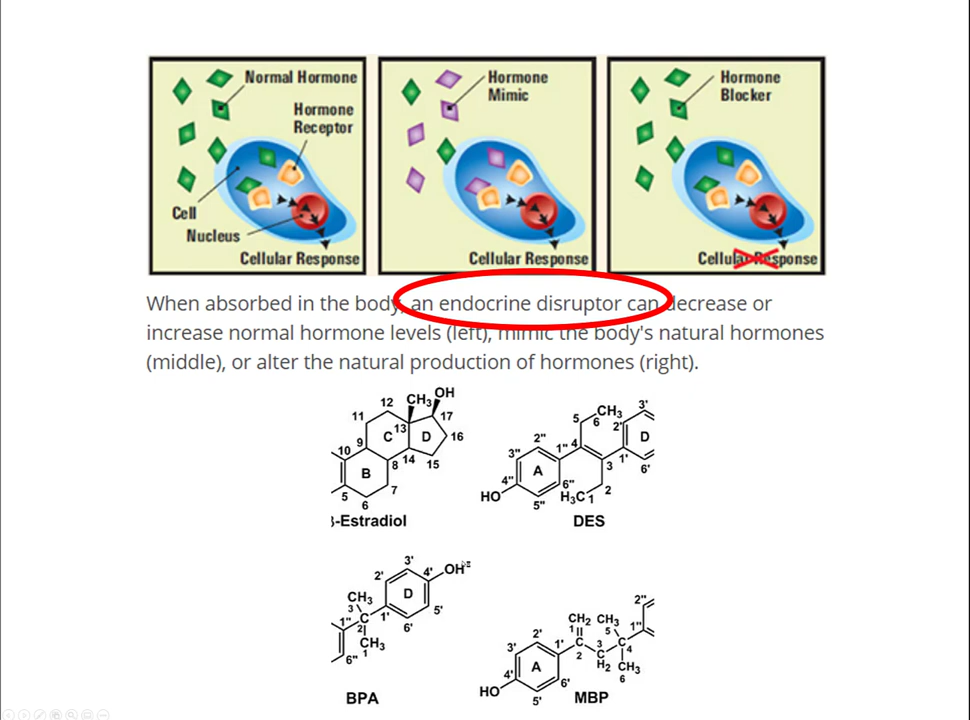 Normal Hormone
Hormone
Receptor
Cell
Nucleus
Cellular Response
Hormone
Mimic
Cellular Response
Hormone
Blocker
Cellular Response
When absorbed in the body, an endocrine disruptor can decrease or
increase normal hormone levels (left), mimic the body's natural hormones
(middle), or alter the natural production of hormones (right).
OH
12 CH3
11 17
13
C D 16
9
10 14
8 15
B
7
5
6
-Estradiol
CH3 3'
5 6 2'
4 D
2" 1"
3" 3 1' 6'
A
4" 6" 2
HO H3C 1
5"
DES
3' OH
2' 4'
CH3 D
3 5'
1" 2 1' 6'
CH3
1
6"
BPA
2"
CH2 CH3
1 5 1"
2' C C
3' 1' 2 3 4
A C CH3
H2 6
4' 6'
HO 5'
MBP